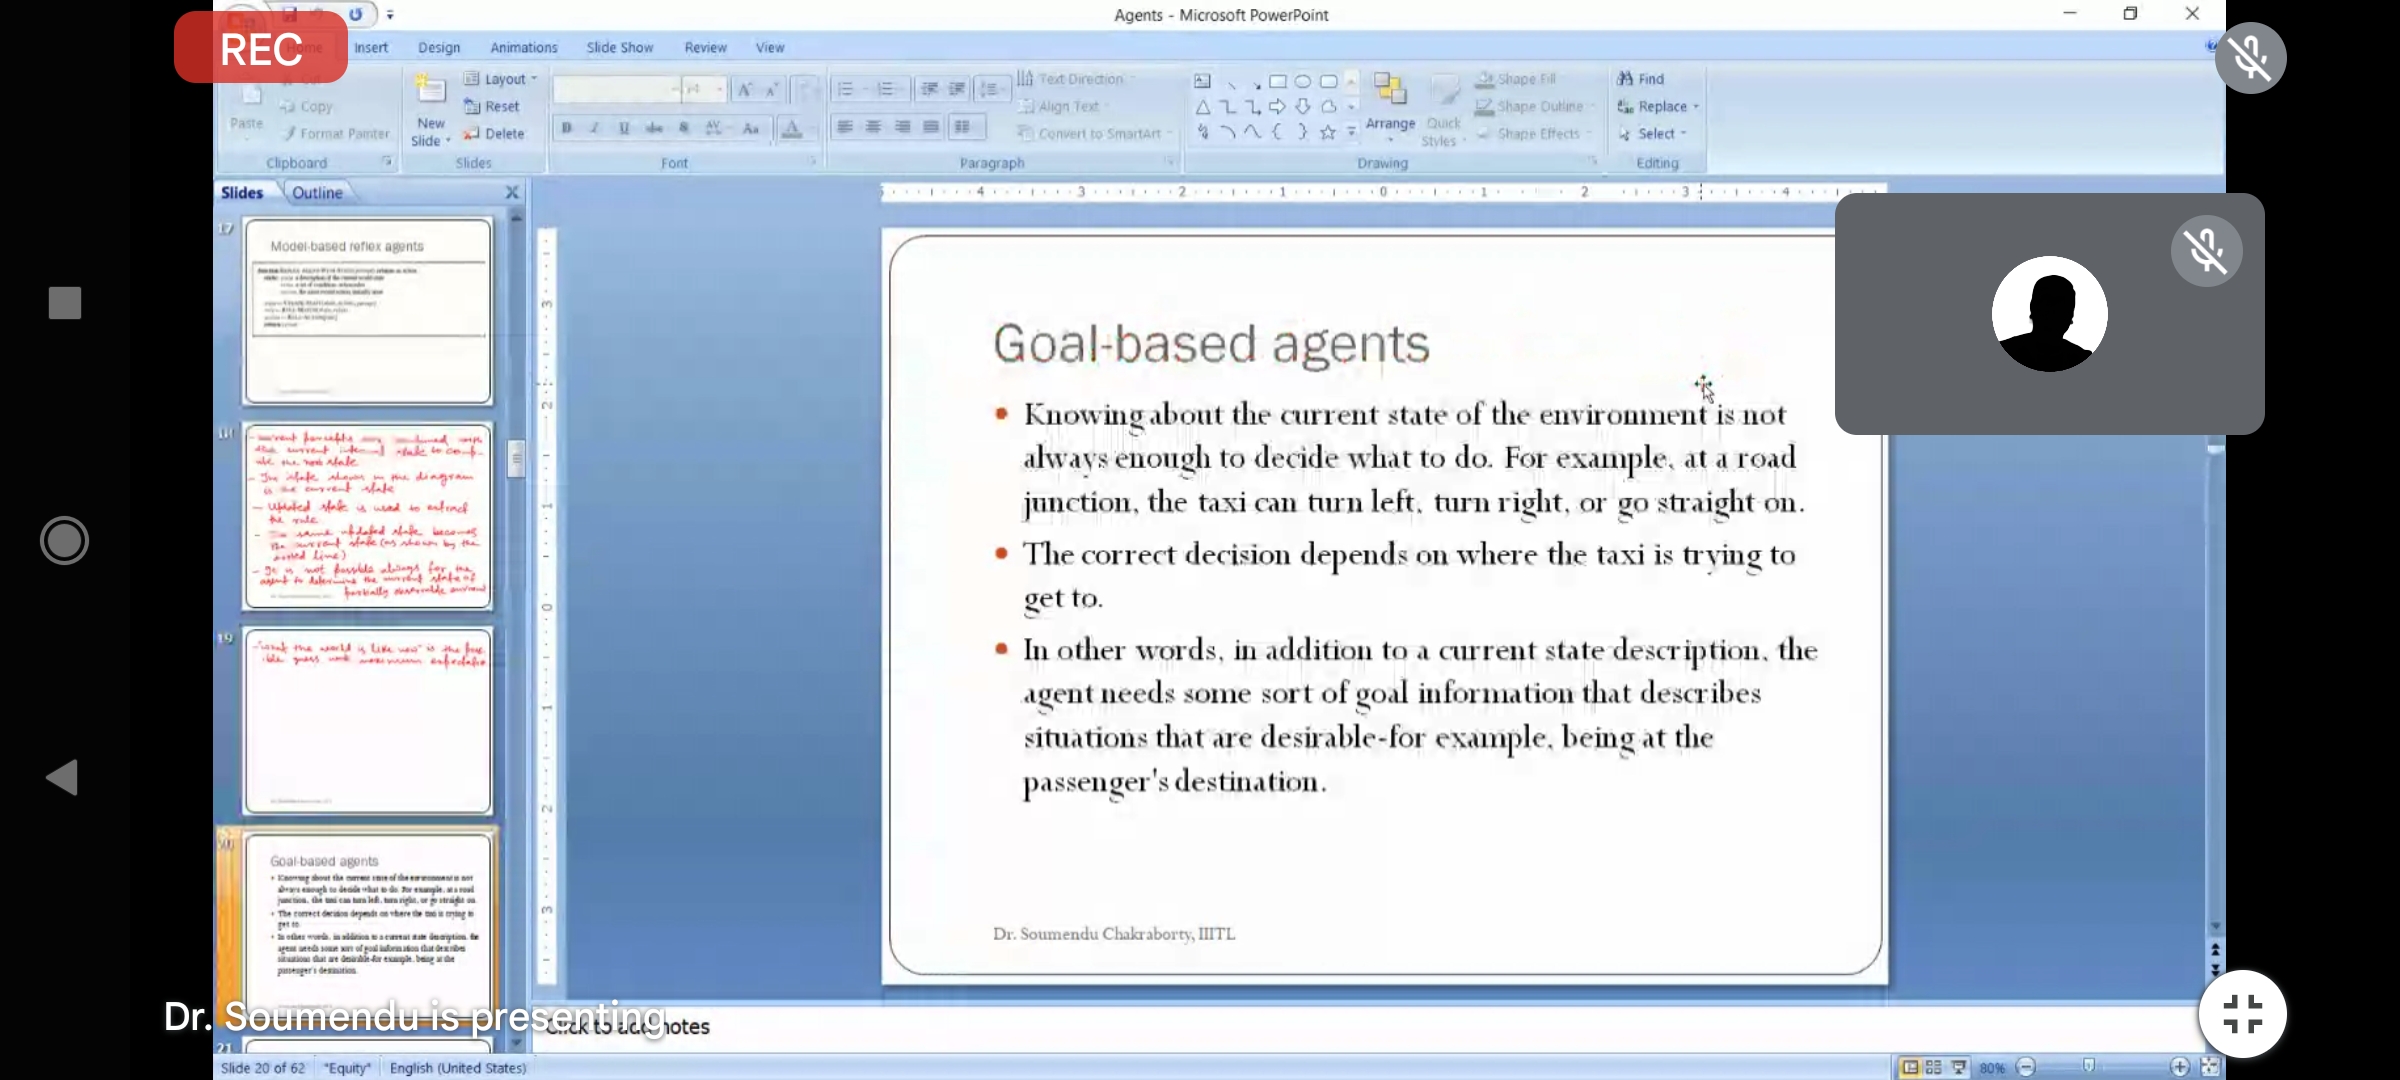 Agents - Microsoft PowerPoint
REC
Insert
Design
Animations
Slide Show
Review
View
Paste
Copy
Format Painter
Clipboard
New
Slide
Layout
Reset
Delete
Slides
Font
Text Direction
Align Text
Convert to SmartArt
Paragraph
Arrange
Quick
Styles
Shape Fill
Shape Outline
Shape Effects
Drawing
Find
Replace
Select
Editing
Slides
Outline
17
Model-based reflex agents
19
Goal-based agents
21
Goal-based agents
• Knowing about the current state of the environment is not
always enough to decide what to do. For example, at a road
junction, the taxi can turn left, turn right, or go straight on.
• The correct decision depends on where the taxi is trying to
get to.
• In other words, in addition to a current state description, the
agent needs some sort of goal information that describes
situations that are desirable-for example, being at the
passenger's destination.
Dr. Soumendu Chakraborty, IIITL
Dr. Soumendu is presenting
Click to add notes
Slide 20 of 62
"Equity"
English (United States)
80%